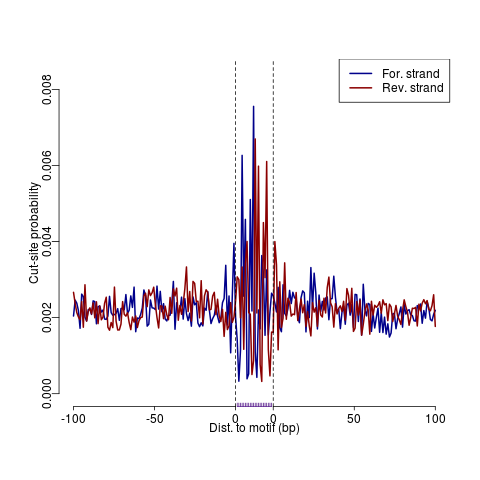 For. strand
Rev. strand
Cut-site probability
0.008
0.006
0.004
0.002
0.000
-100 -50 0 0 50 100
Dist. to motif (bp)